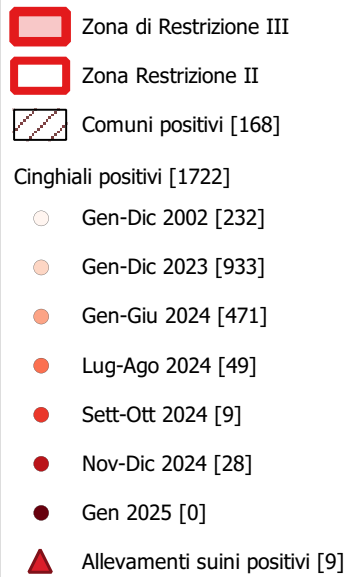 Zona di Restrizione III
Zona Restrizione II
Comuni positivi [168]
Cinghiali positivi [1722]
Gen-Dic 2002 [232]
Gen-Dic 2023 [933]
Gen-Giu 2024 [471]
Lug-Ago 2024 [49]
Sett-Ott 2024 [9]
Nov-Dic 2024 [28]
Gen 2025 [0]
Allevamenti suini positivi [9]